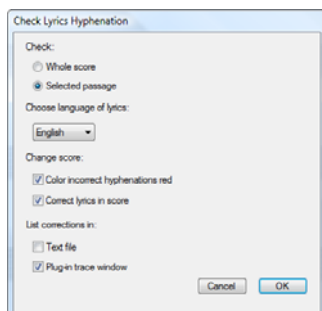 Check Lyrics Hyphenation
Check:
Whole score
Selected passage
Choose language of lyrics:
English
Change score:
Color incorrect hyphenations red
Correct lyrics in score
List corrections in:
Text file
Plug-in trace window
Cancel OK